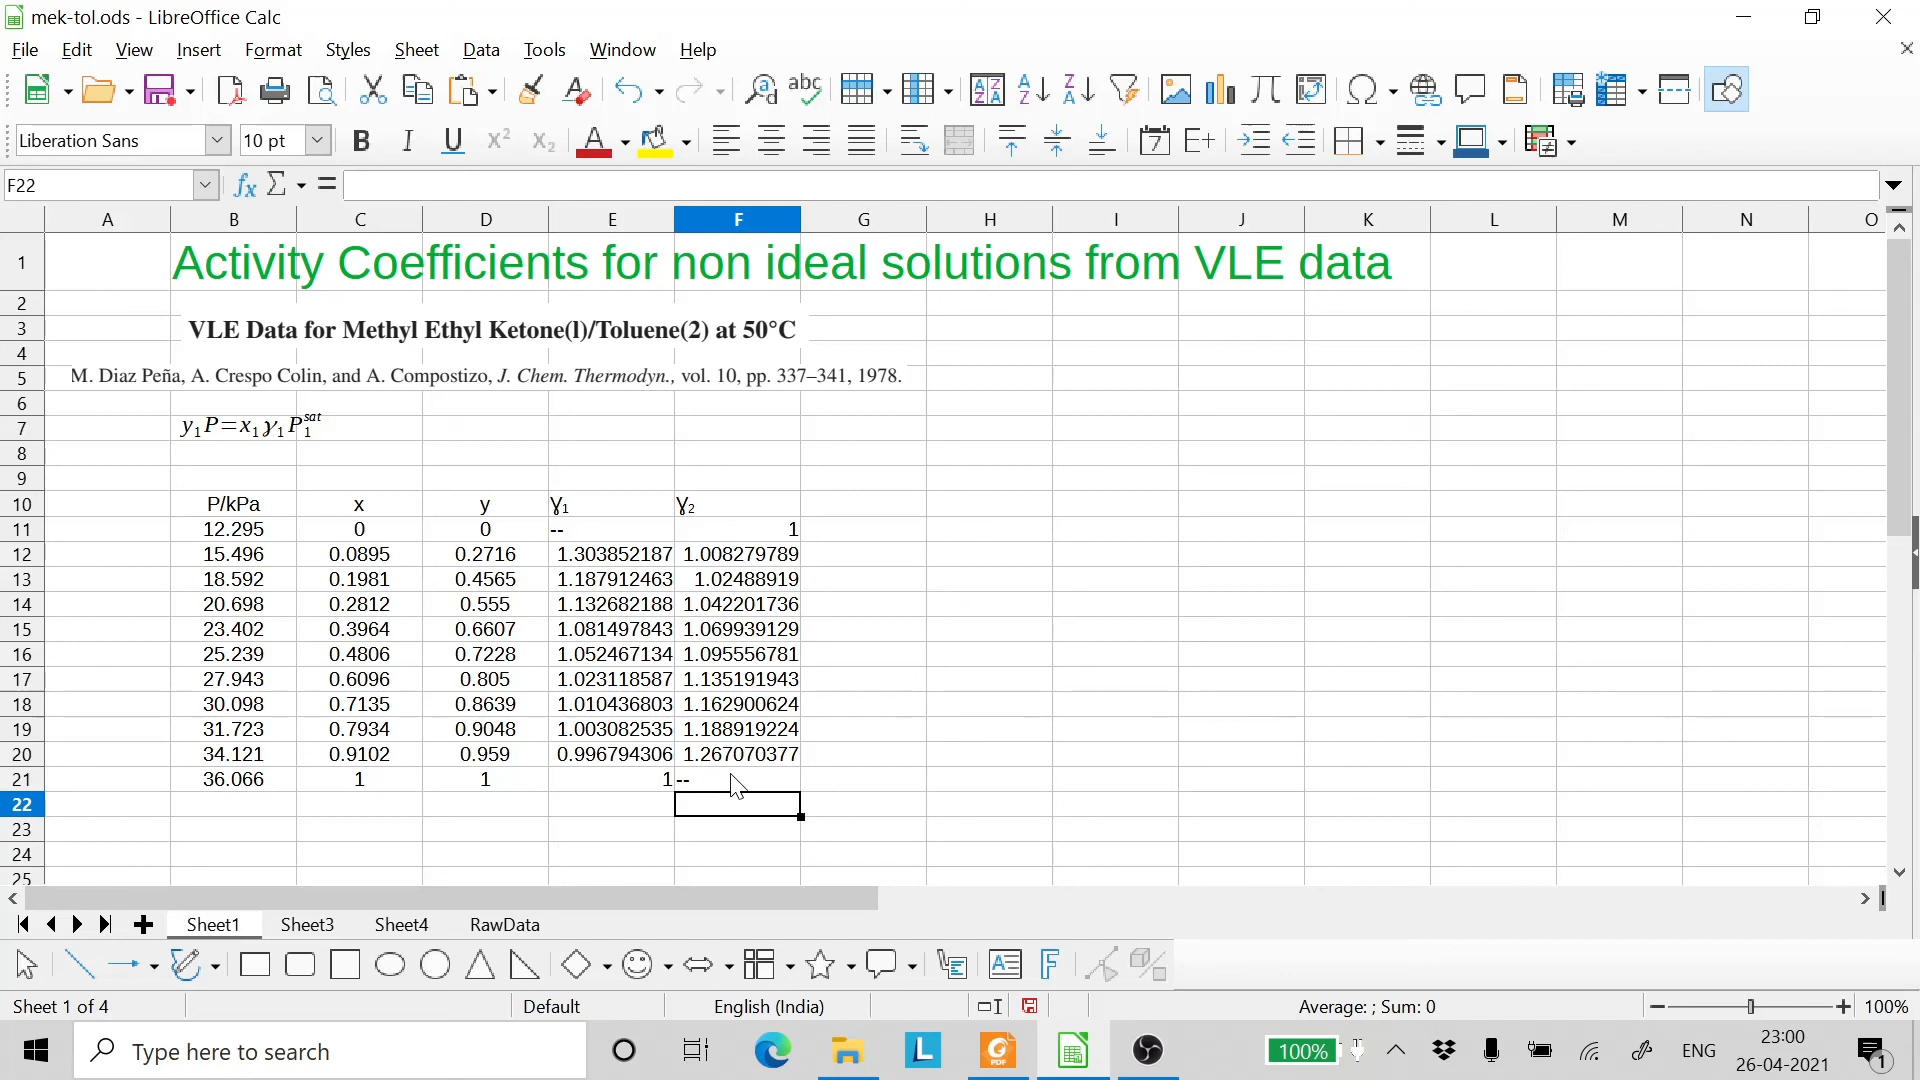 mek-tol.ods - LibreOffice Calc
File Edit View Insert Format Styles Sheet Data Tools Window Help
Liberation Sans 10 pt
F22
A B C D E F G H I J K L M N O
1 Activity Coefficients for non ideal solutions from VLE data
2
3 VLE Data for Methyl Ethyl Ketone(l)/Toluene(2) at 50°C
4
5 M. Diaz Peña, A. Crespo Colin, and A. Compostizo, J. Chem. Thermodyn., vol. 10, pp. 337–341, 1978.
6
7 y₁P=x₁γ₁P₁^sat
8
9
10 P/kPa x y Ɣ₁ Ɣ₂
11 12.295 0 0 -- 1
12 15.496 0.0895 0.2716 1.303852187 1.008279789
13 18.592 0.1981 0.4565 1.187912463 1.02488919
14 20.698 0.2812 0.555 1.132682188 1.042201736
15 23.402 0.3964 0.6607 1.081497843 1.069939129
16 25.239 0.4806 0.7228 1.052467134 1.095556781
17 27.943 0.6096 0.805 1.023118587 1.135191943
18 30.098 0.7135 0.8639 1.010436803 1.162900624
19 31.723 0.7934 0.9048 1.003082535 1.188919224
20 34.121 0.9102 0.959 0.996794306 1.267070377
21 36.066 1 1 1 --
22
23
24
25
Sheet1 Sheet3 Sheet4 RawData
Sheet 1 of 4 Default English (India) Average: ; Sum: 0 100%
Type here to search 100% ENG 23:00
26-04-2021 1